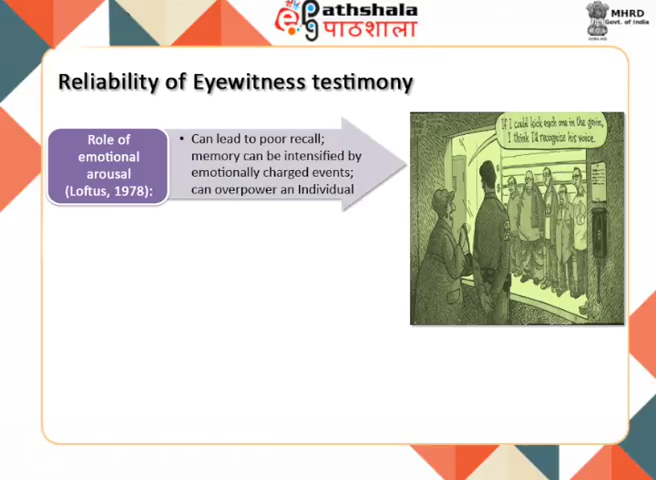 Pathshala
पाठशाला
MHRD
Govt. of India
Reliability of Eyewitness testimony
Role of
emotional
arousal
(Loftus, 1978):
• Can lead to poor recall;
memory can be intensified by
emotionally charged events;
can overpower an Individual
If I could kick each one in the groin,
I think I'd recognize his voice.